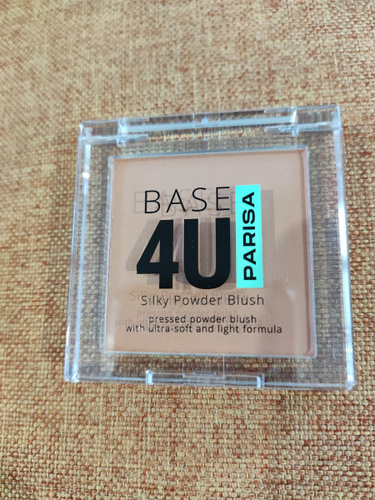 BASE
4U
PARISA
Silky Powder Blush
pressed powder blush
with ultra-soft and light formula